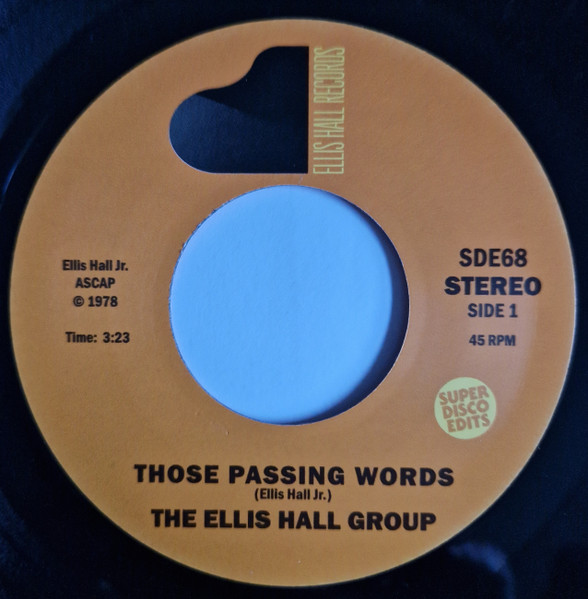 ELLIS HALL RECORDS
Ellis Hall Jr.
ASCAP
© 1978
Time: 3:23
SDE68
STEREO
SIDE 1
45 RPM
SUPER
DISCO
EDITS
THOSE PASSING WORDS
(Ellis Hall Jr.)
THE ELLIS HALL GROUP